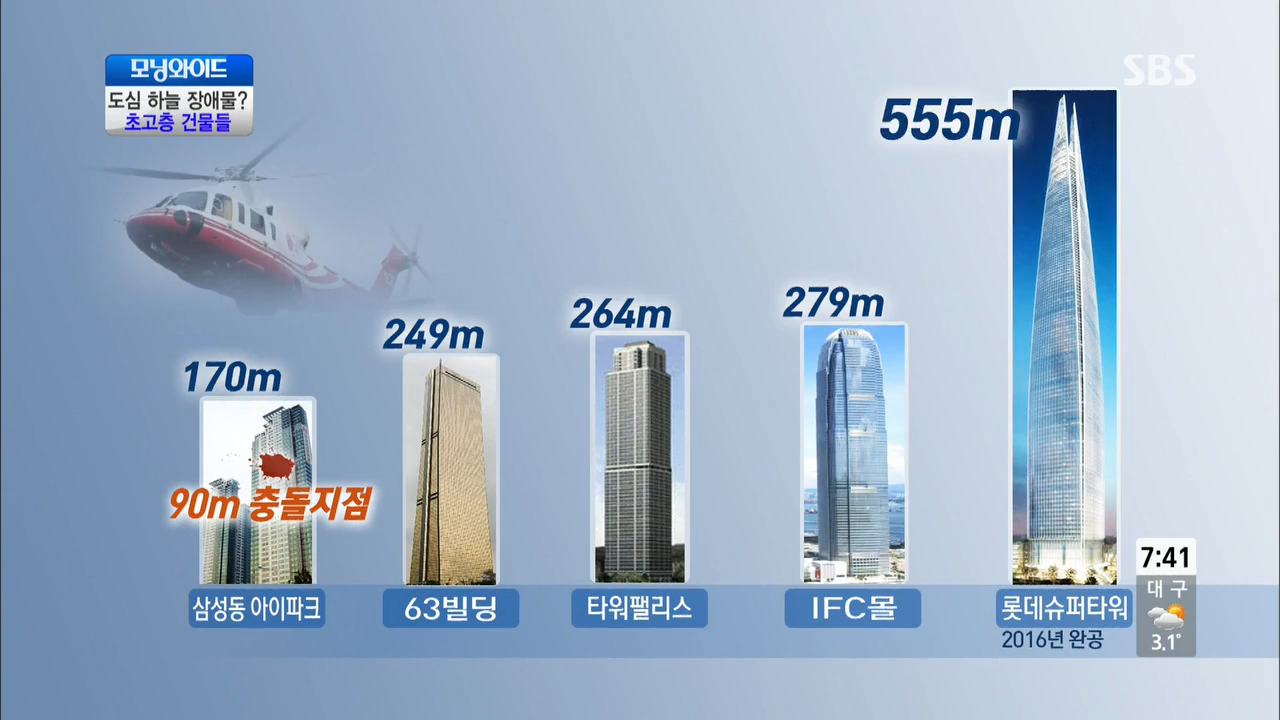 모닝와이드
도심 하늘 장애물?
초고층 건물들
SBS
555m
279m
264m
249m
170m
90m 충돌지점
삼성동 아이파크
63빌딩
타워팰리스
IFC몰
롯데슈퍼타워
2016년 완공
7:41
대구
3.1°